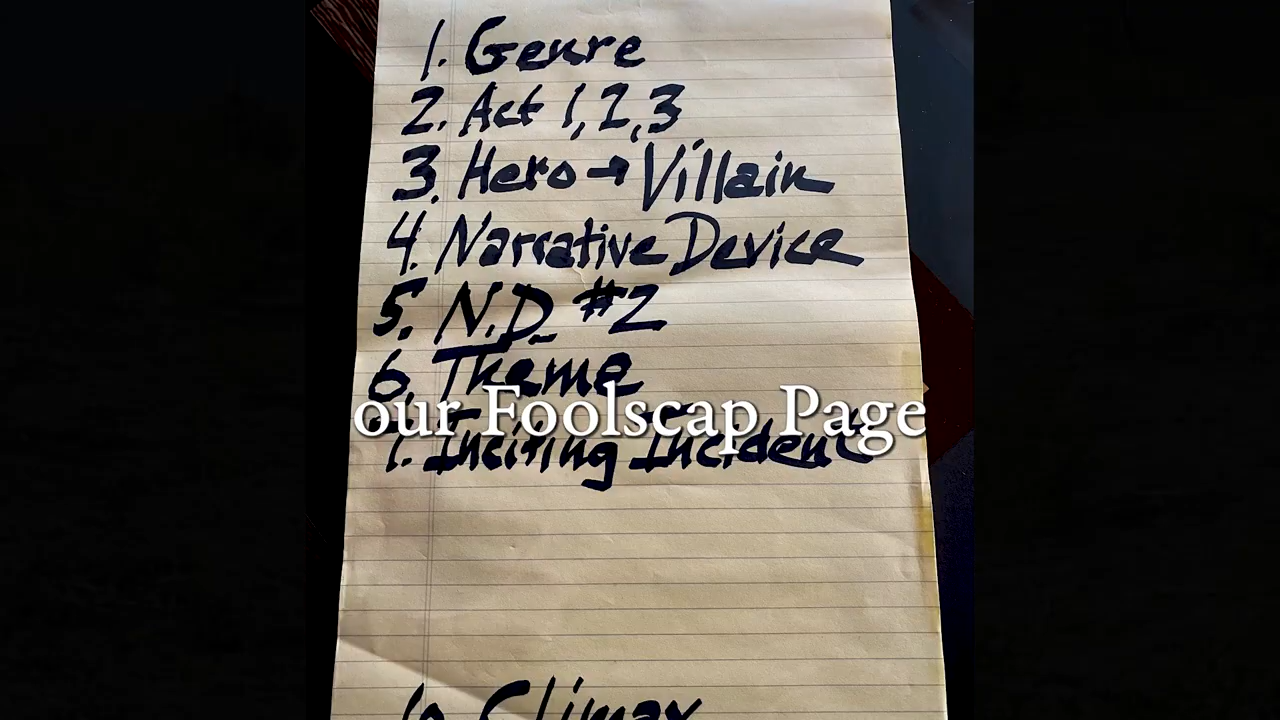 1. Genre
2. Act 1, 2, 3
3. Hero → Villain
4. Narrative Device
5. N.D. #2
6. Theme
our Foolscap Page
7. Inciting Incident
Climax